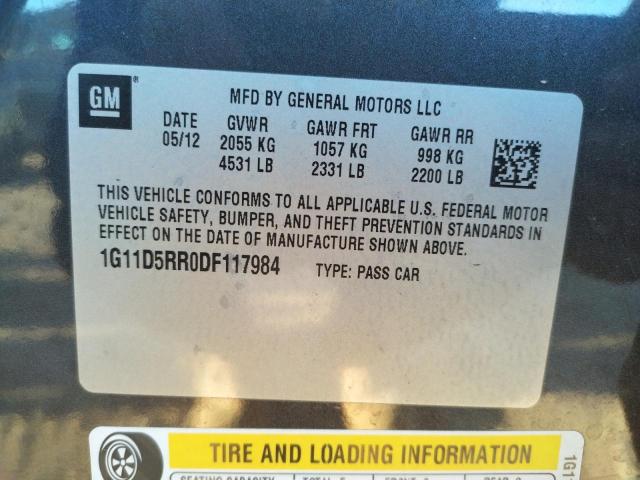 GM ®
MFD BY GENERAL MOTORS LLC
DATE GVWR GAWR FRT GAWR RR
05/12 2055 KG 1057 KG 998 KG
4531 LB 2331 LB 2200 LB
THIS VEHICLE CONFORMS TO ALL APPLICABLE U.S. FEDERAL MOTOR
VEHICLE SAFETY, BUMPER, AND THEFT PREVENTION STANDARDS IN
EFFECT ON THE DATE OF MANUFACTURE SHOWN ABOVE.
1G11D5RR0DF117984 TYPE: PASS CAR
TIRE AND LOADING INFORMATION
SEATING CAPACITY